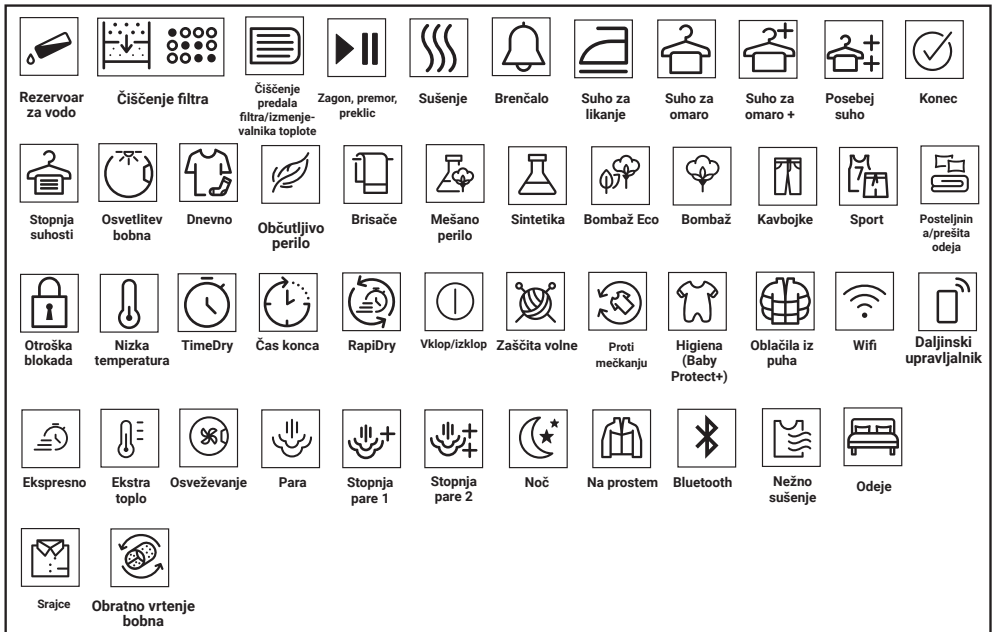 Rezervoar
za vodo
Čiščenje filtra
Čiščenje
predala
filtra/izmenje-
valnika toplote
Zagon, premor,
preklic
Sušenje
Brenčalo
Suho za
likanje
Suho za
omaro
Suho za
omaro +
Posebej
suho
Konec
Stopnja
suhosti
Osvetlitev
bobna
Dnevno
Občutljivo
perilo
Brisače
Mešano
perilo
Sintetika
Bombaž Eco
Bombaž
Kavbojke
7
Sport
Posteljnin
a/prešita
odeja
Otroška
blokada
Nizka
temperatura
TimeDry
Čas konca
RapiDry
Vklop/izklop
Zaščita volne
Proti
mečkanju
Higiena
(Baby
Protect+)
Oblačila iz
puha
Wifi
Daljinski
upravljalnik
Ekspresno
Ekstra
toplo
Osveževanje
Para
Stopnja
pare 1
Stopnja
pare 2
Noč
Na prostem
Bluetooth
Nežno
sušenje
Odeje
Srajce
Obratno vrtenje
bobna